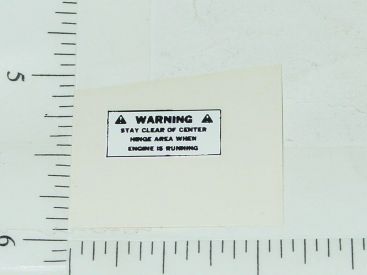 WARNING
STAY CLEAR OF CENTER
HINGE AREA WHEN
ENGINE IS RUNNING
5
6